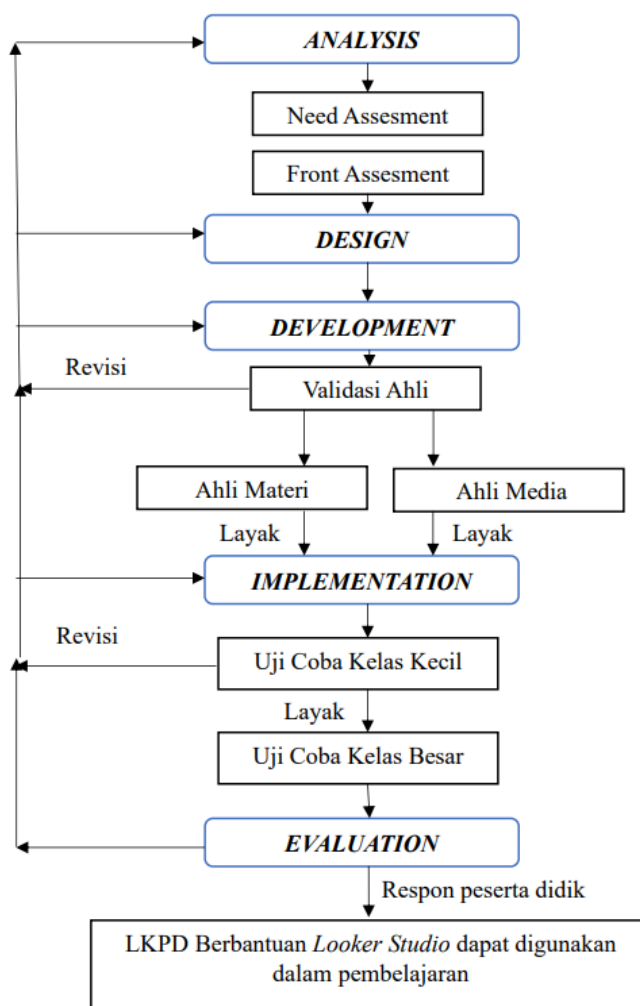 ANALYSIS
Need Assesment
Front Assesment
DESIGN
DEVELOPMENT
Revisi
Validasi Ahli
Ahli Materi
Ahli Media
Layak
Layak
IMPLEMENTATION
Revisi
Uji Coba Kelas Kecil
Layak
Uji Coba Kelas Besar
EVALUATION
Respon peserta didik
LKPD Berbantuan Looker Studio dapat digunakan
dalam pembelajaran